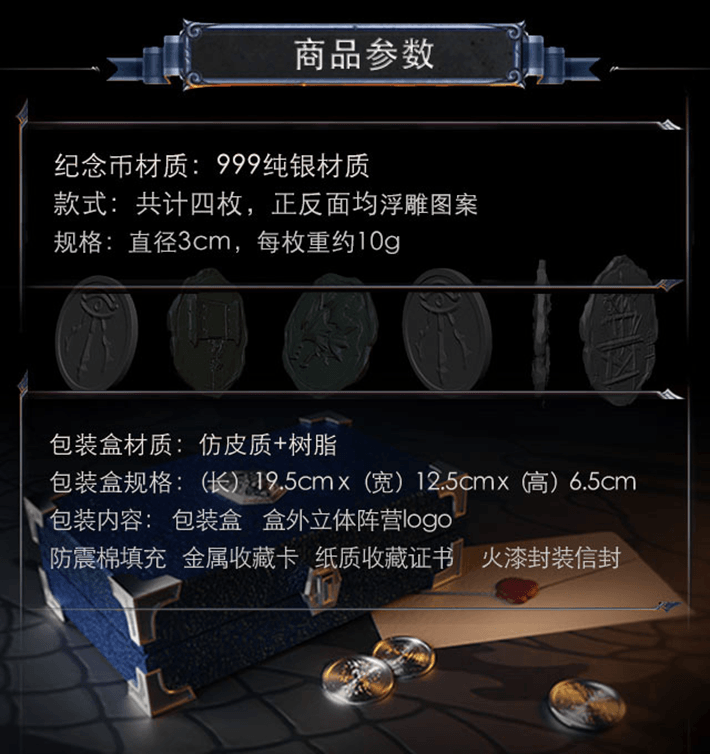 商品参数
纪念币材质：999纯银材质
款式：共计四枚，正反面均浮雕图案
规格：直径3cm，每枚重约10g
包装盒材质：仿皮质+树脂
包装盒规格：（长）19.5cm x （宽）12.5cm x （高）6.5cm
包装内容： 包装盒 盒外立体阵营logo
防震棉填充 金属收藏卡 纸质收藏证书 火漆封装信封